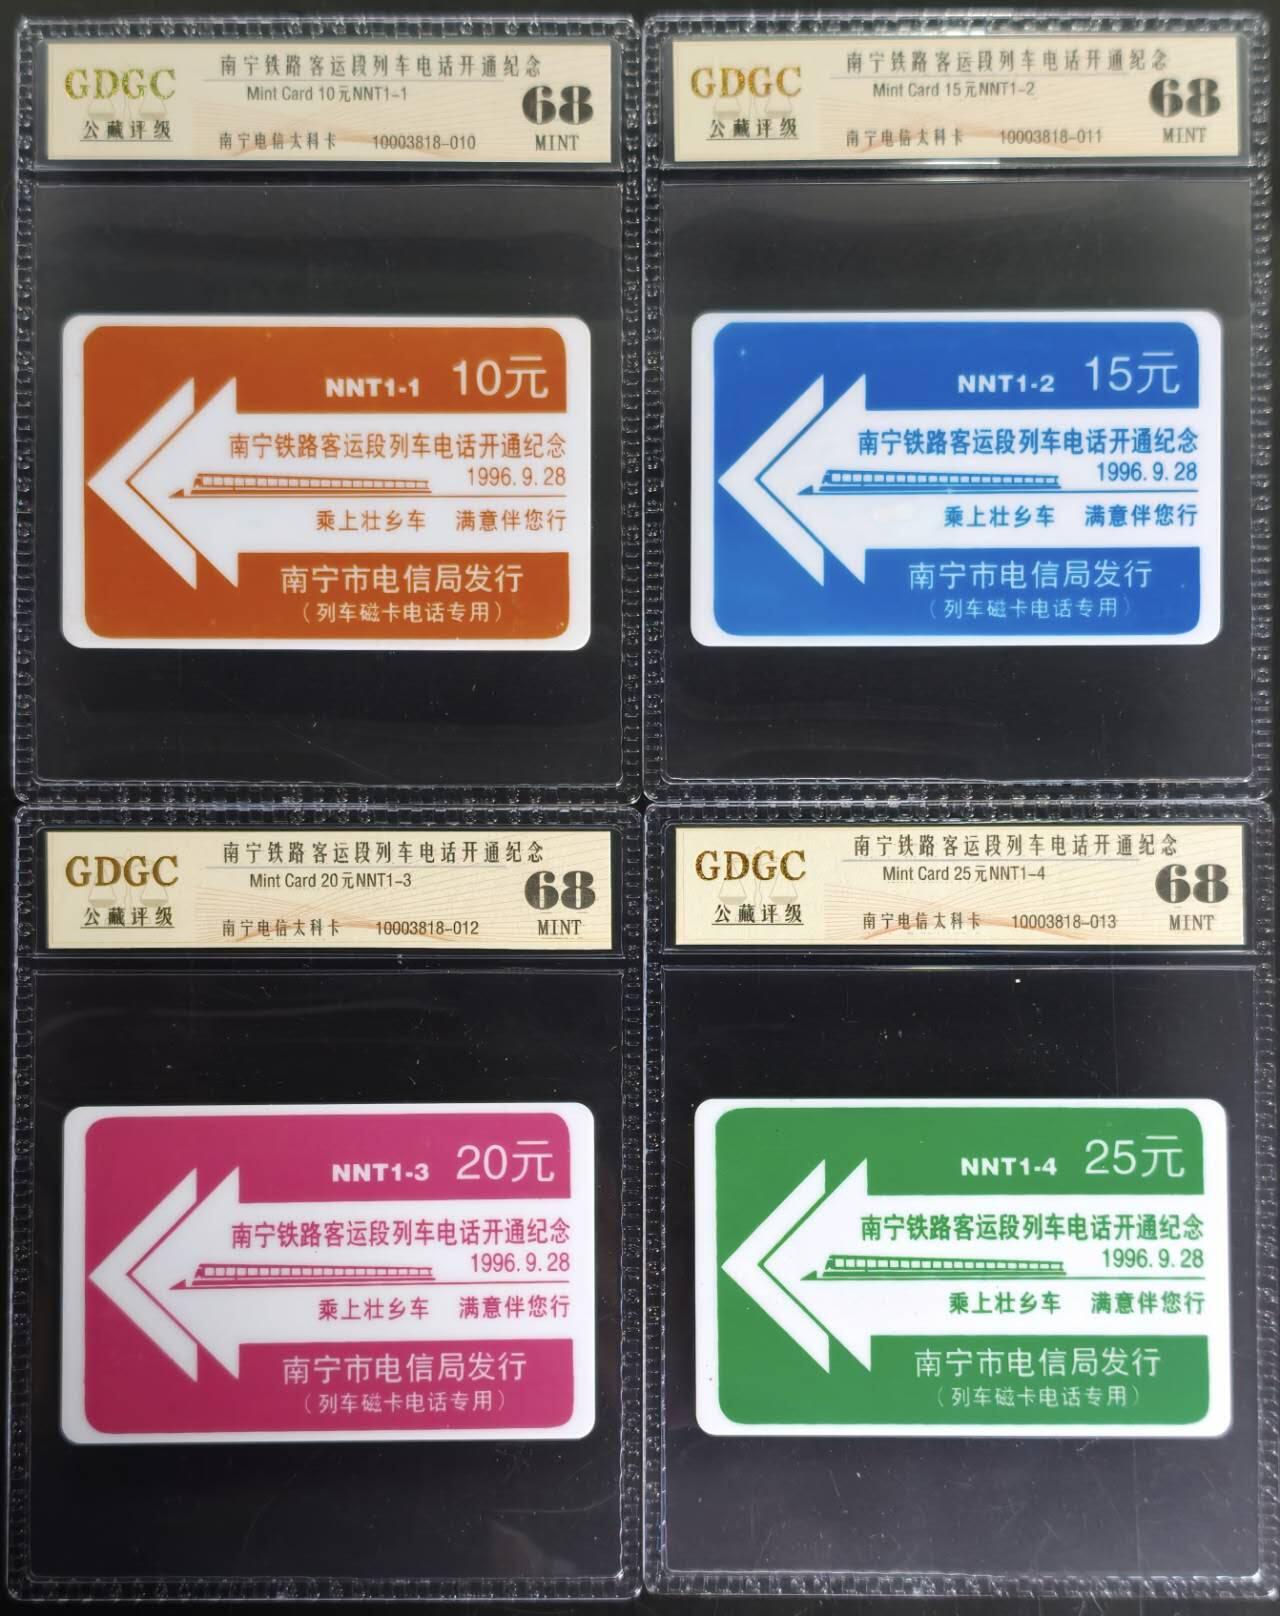 GDGC
公藏评级
南宁铁路客运段列车电话开通纪念
Mint Card 10元NNT1-1
南宁电信太科卡 10003818-010
68
MINT
NNT1-1 10元
南宁铁路客运段列车电话开通纪念
1996.9.28
乘上壮乡车 满意伴您行
南宁市电信局发行
（列车磁卡电话专用）
GDGC
公藏评级
南宁铁路客运段列车电话开通纪念
Mint Card 15元NNT1-2
南宁电信太科卡 10003818-011
68
MINT
NNT1-2 15元
南宁铁路客运段列车电话开通纪念
1996.9.28
乘上壮乡车 满意伴您行
南宁市电信局发行
（列车磁卡电话专用）
GDGC
公藏评级
南宁铁路客运段列车电话开通纪念
Mint Card 20元NNT1-3
南宁电信太科卡 10003818-012
68
MINT
NNT1-3 20元
南宁铁路客运段列车电话开通纪念
1996.9.28
乘上壮乡车 满意伴您行
南宁市电信局发行
（列车磁卡电话专用）
GDGC
公藏评级
南宁铁路客运段列车电话开通纪念
Mint Card 25元NNT1-4
南宁电信太科卡 10003818-013
68
MINT
NNT1-4 25元
南宁铁路客运段列车电话开通纪念
1996.9.28
乘上壮乡车 满意伴您行
南宁市电信局发行
（列车磁卡电话专用）